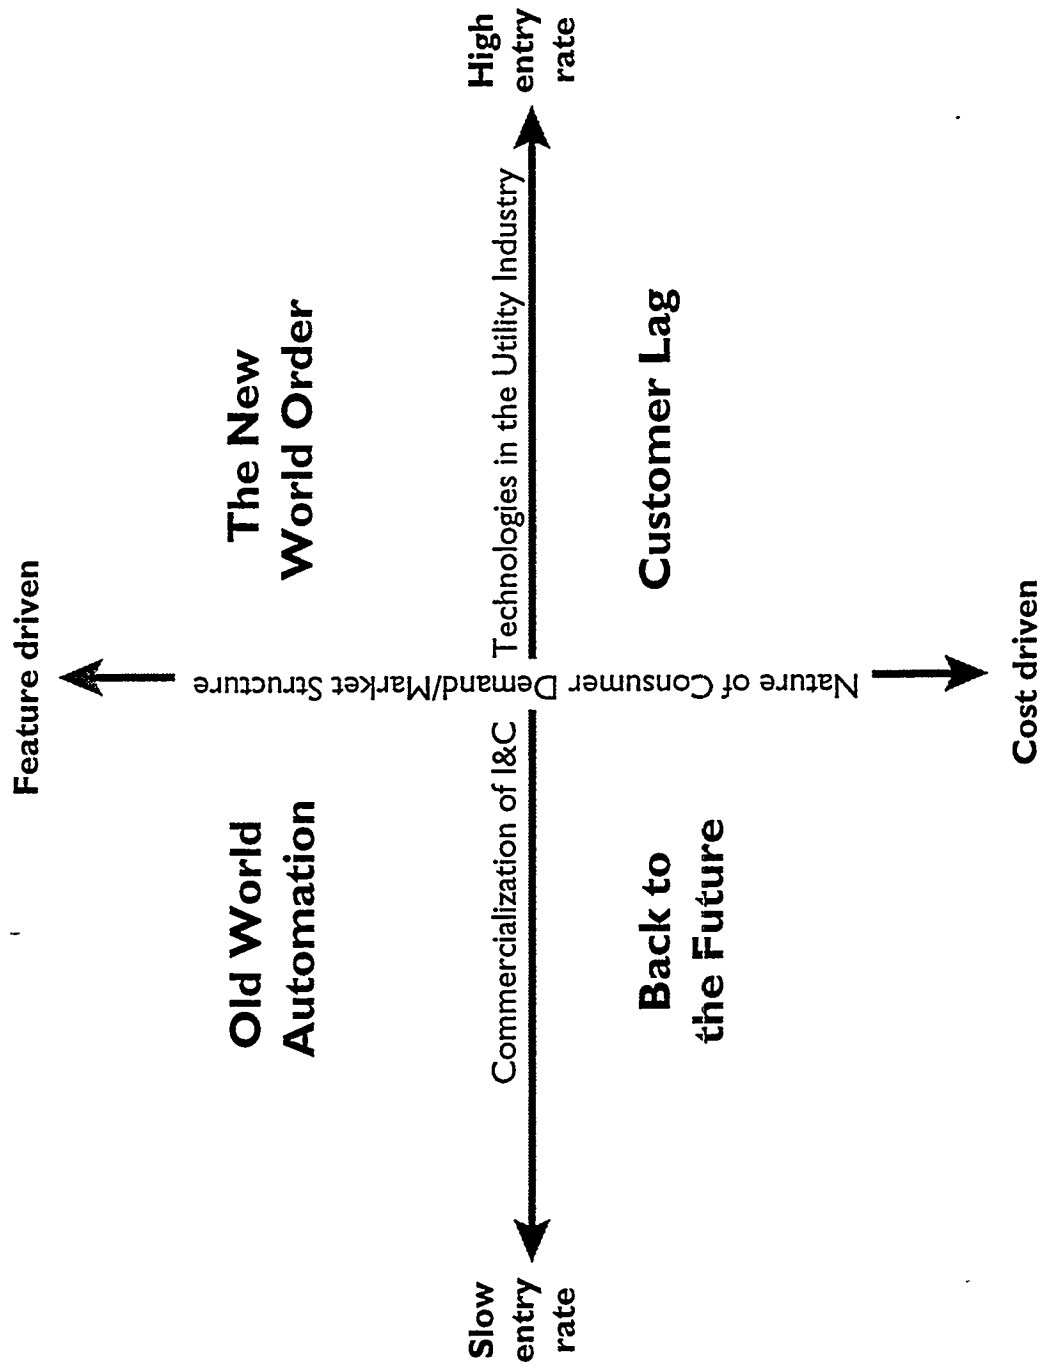 Feature driven
Old World
Automation
The New
World Order
Nature of Consumer Demand/Market Structure
Slow
entry
rate
Commercialization of I&C
Technologies in the Utility Industry
High
entry
rate
Back to
the Future
Customer Lag
Cost driven